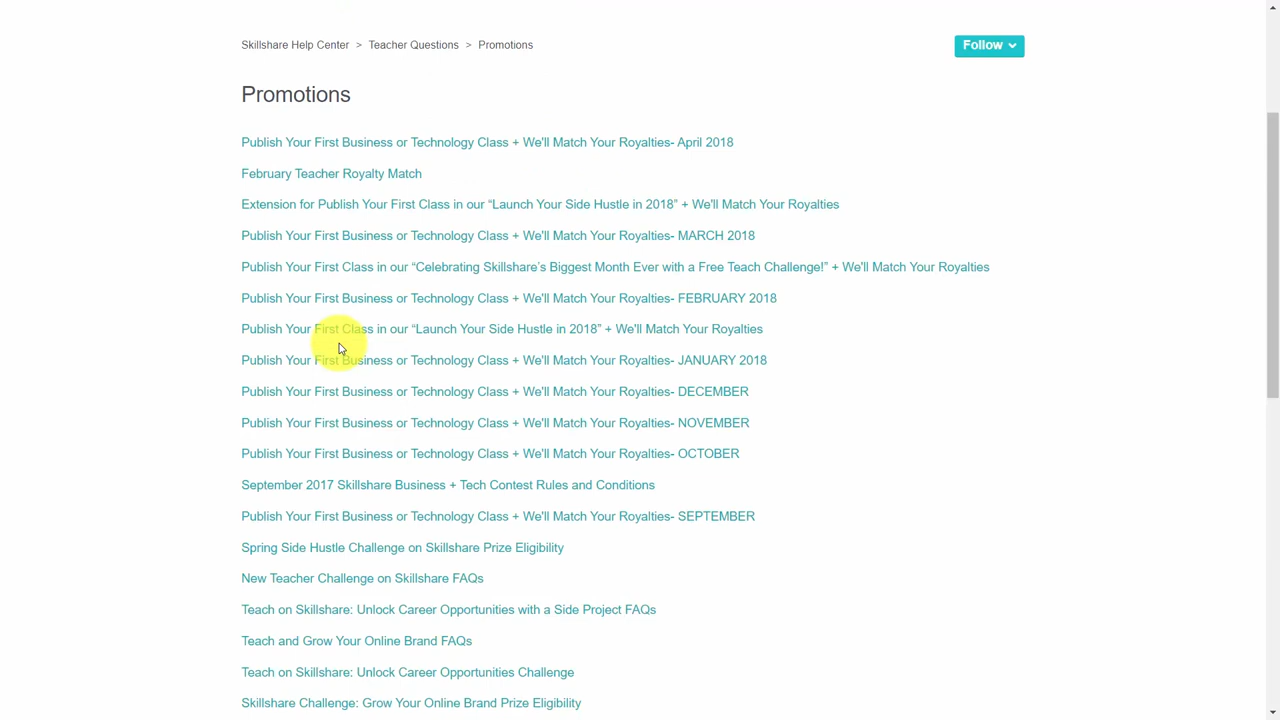 Skillshare Help Center > Teacher Questions > Promotions
Follow
Promotions
Publish Your First Business or Technology Class + We'll Match Your Royalties- April 2018
February Teacher Royalty Match
Extension for Publish Your First Class in our “Launch Your Side Hustle in 2018” + We'll Match Your Royalties
Publish Your First Business or Technology Class + We'll Match Your Royalties- MARCH 2018
Publish Your First Class in our “Celebrating Skillshare’s Biggest Month Ever with a Free Teach Challenge!” + We'll Match Your Royalties
Publish Your First Business or Technology Class + We'll Match Your Royalties- FEBRUARY 2018
Publish Your First Class in our “Launch Your Side Hustle in 2018” + We'll Match Your Royalties
Publish Your First Business or Technology Class + We'll Match Your Royalties- JANUARY 2018
Publish Your First Business or Technology Class + We'll Match Your Royalties- DECEMBER
Publish Your First Business or Technology Class + We'll Match Your Royalties- NOVEMBER
Publish Your First Business or Technology Class + We'll Match Your Royalties- OCTOBER
September 2017 Skillshare Business + Tech Contest Rules and Conditions
Publish Your First Business or Technology Class + We'll Match Your Royalties- SEPTEMBER
Spring Side Hustle Challenge on Skillshare Prize Eligibility
New Teacher Challenge on Skillshare FAQs
Teach on Skillshare: Unlock Career Opportunities with a Side Project FAQs
Teach and Grow Your Online Brand FAQs
Teach on Skillshare: Unlock Career Opportunities Challenge
Skillshare Challenge: Grow Your Online Brand Prize Eligibility